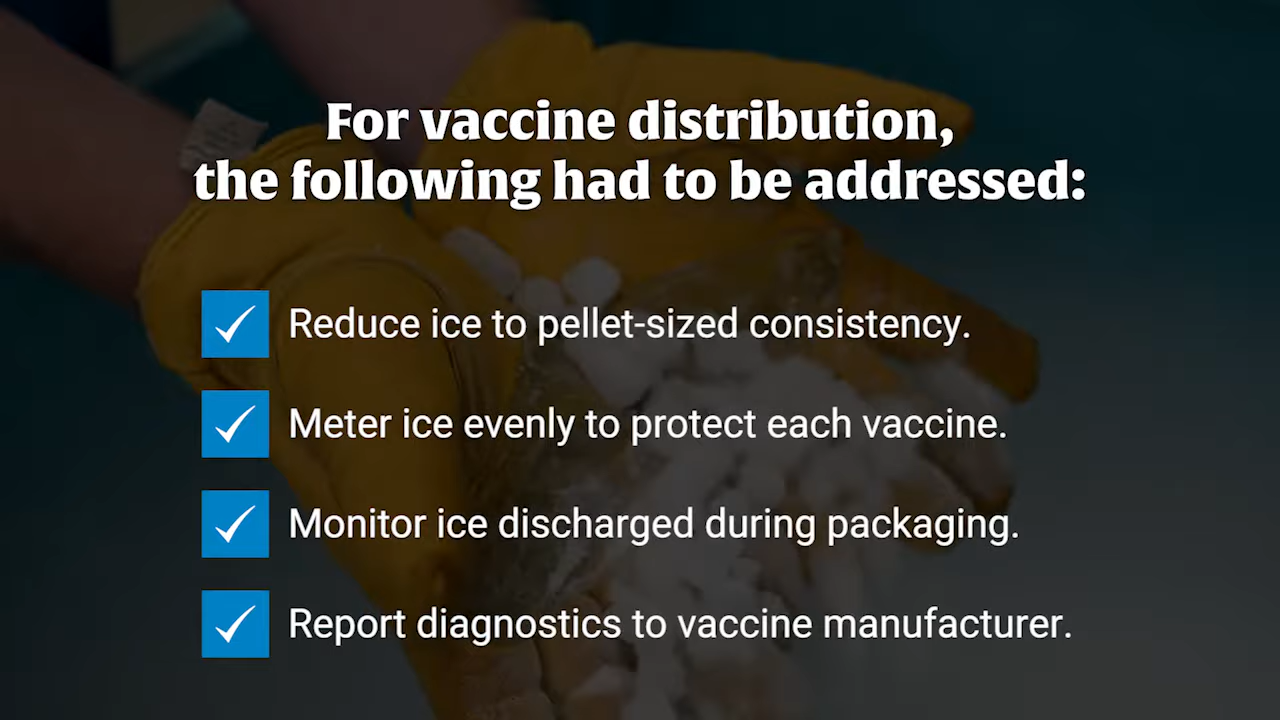 For vaccine distribution,
the following had to be addressed:
Reduce ice to pellet-sized consistency.
Meter ice evenly to protect each vaccine.
Monitor ice discharged during packaging.
Report diagnostics to vaccine manufacturer.